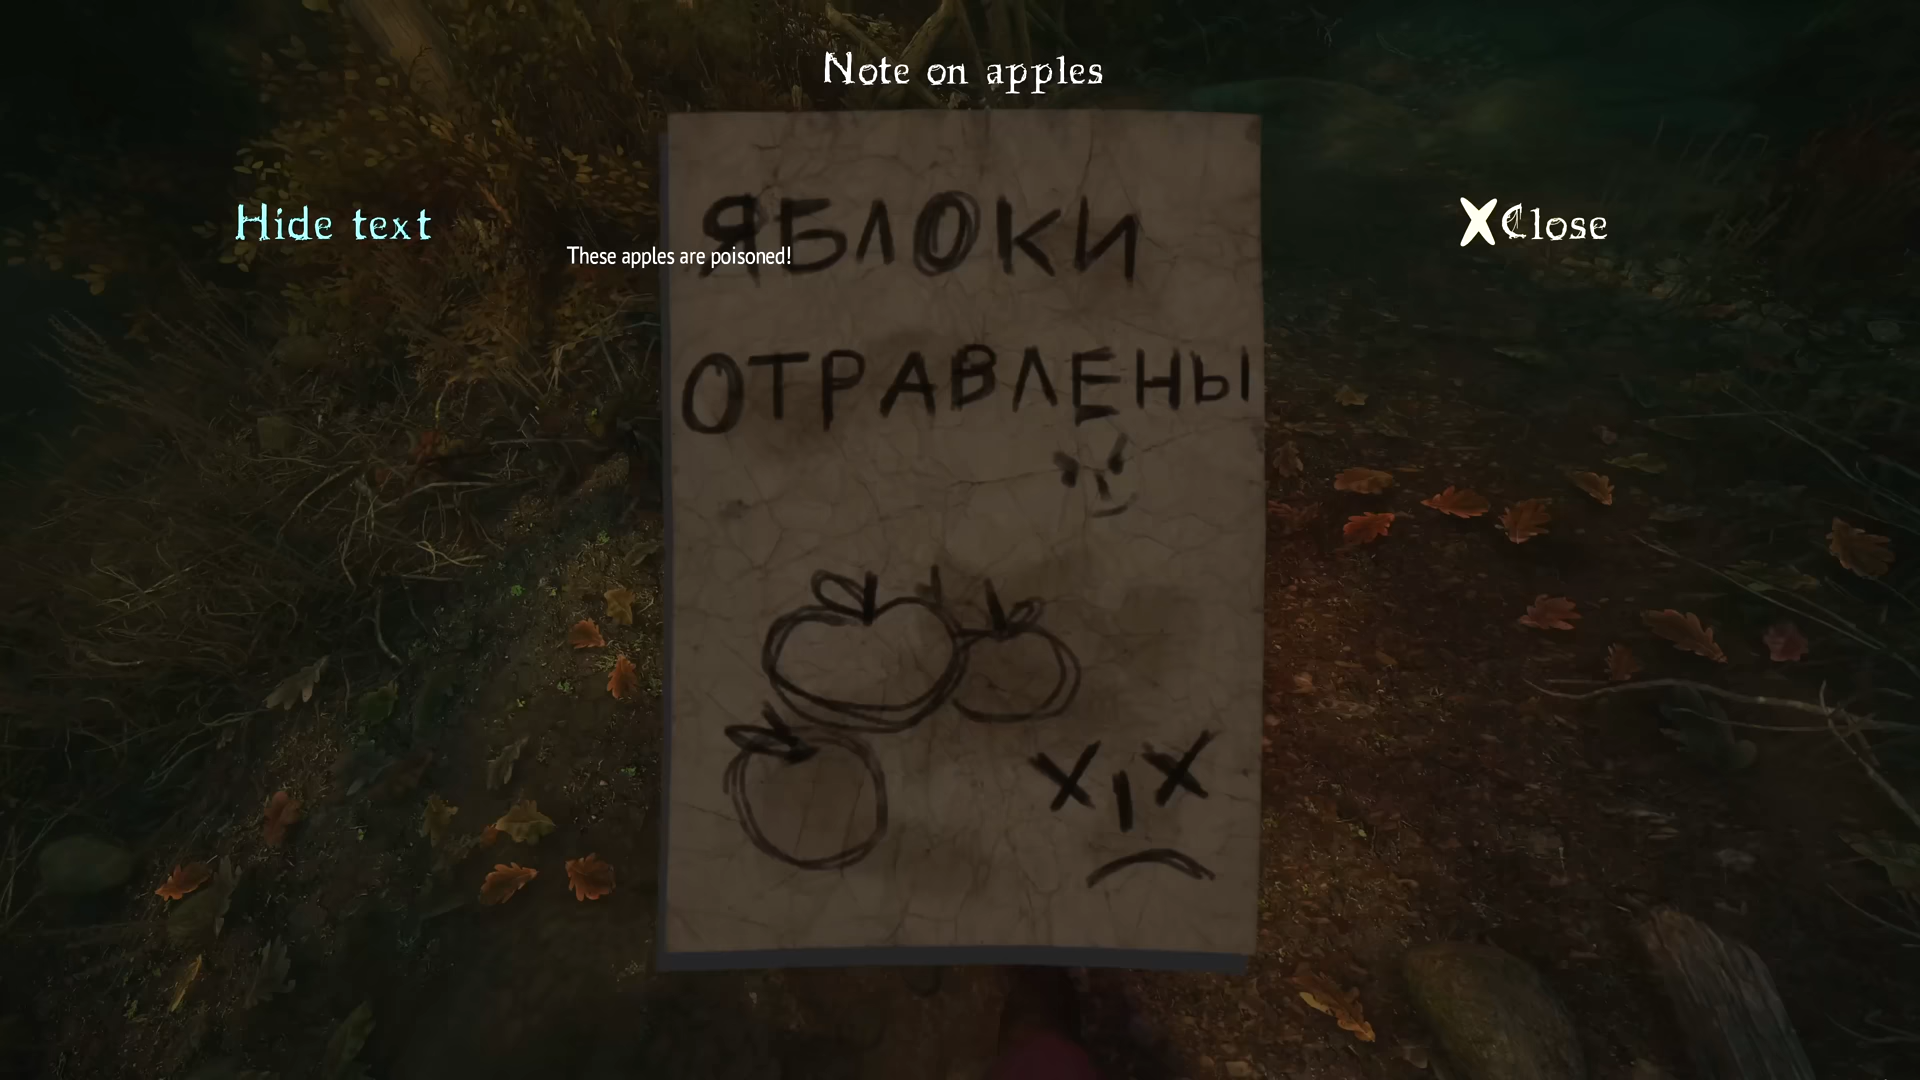 Note on apples
Hide text
Close
These apples are poisoned!
ЯБЛОКИ
ОТРАВЛЕНЫ